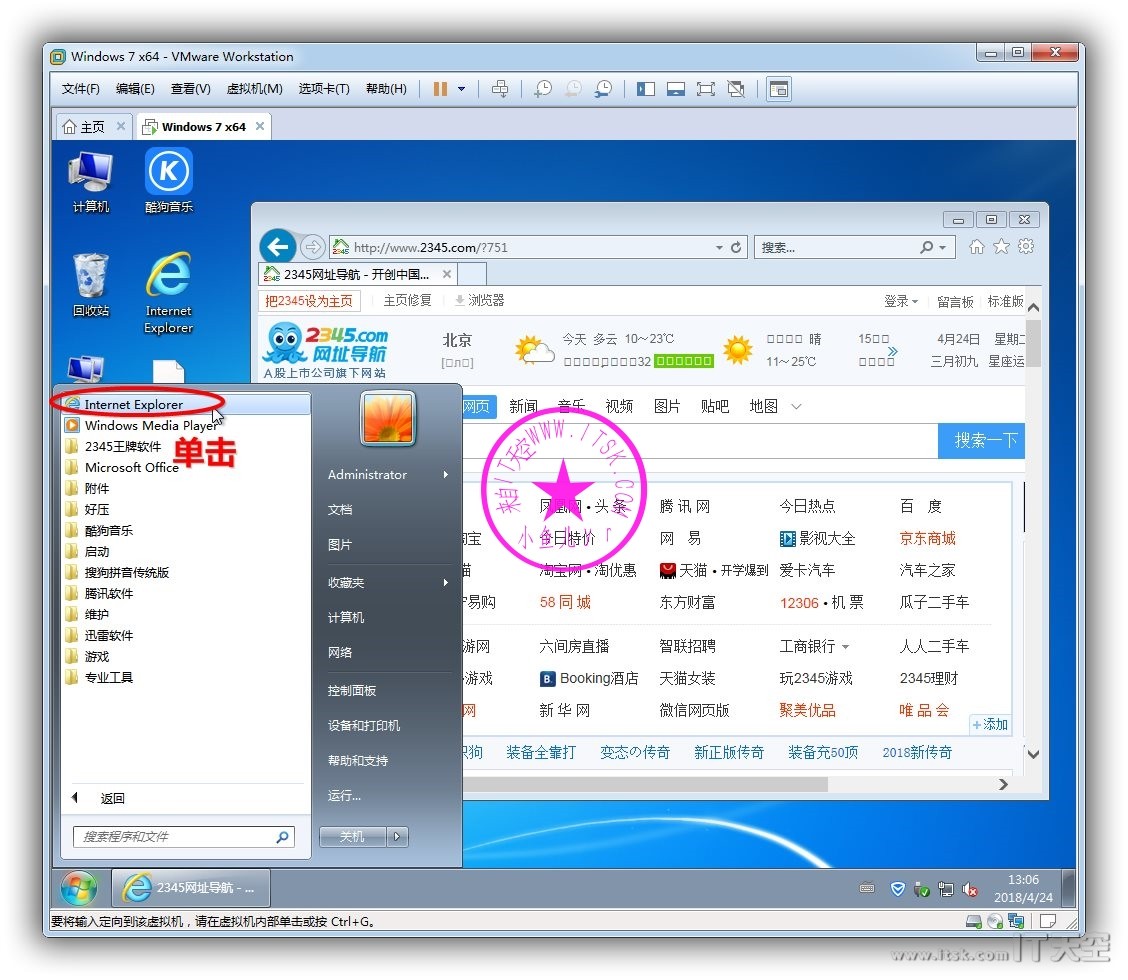 Windows 7 x64 - VMware Workstation
文件(F) 编辑(E) 查看(V) 虚拟机(M) 选项卡(T) 帮助(H)
主页 Windows 7 x64
计算机 酷狗音乐
回收站 Internet Explorer
http://www.2345.com/?751 搜索...
2345网址导航 - 开创中国...
把2345设为主页 主页修复 浏览器 登录 留言板 标准版
2345.com
网址导航
A股上市公司旗下网站
北京
今天 多云 10~23℃
32
晴
11~25℃
15
4月24日 星期二
三月初九 星座运
网页 新闻 音乐 视频 图片 贴吧 地图
搜索一下
凤凰网·头条 腾讯网 今日热点 百 度
宝 今日特价 网 易 影视大全 京东商城
猫 淘宝网·淘优惠 天猫·开学爆到 爱卡汽车 汽车之家
易购 58同城 东方财富 12306·机票 瓜子二手车
游网 六间房直播 智联招聘 工商银行 人人二手车
游戏 B. Booking酒店 天猫女装 玩2345游戏 2345理财
网 新华网 微信网页版 聚美优品 唯品会
+添加
狗 装备全靠打 变态の传奇 新正版传奇 装备充50顶 2018新传奇
Internet Explorer
Windows Media Player
2345王牌软件
单击
Microsoft Office
附件
好压
酷狗音乐
启动
搜狗拼音传统版
腾讯软件
维护
迅雷软件
游戏
专业工具
返回
搜索程序和文件
Administrator
文档
图片
收藏夹
计算机
网络
控制面板
设备和打印机
帮助和支持
运行...
关机
来自IT天空WWW.ITSK.COM
小鱼儿yr
2345网址导航 - ...
13:06
2018/4/24
要将输入定向到该虚拟机，请在虚拟机内部单击或按 Ctrl+G。
www.itsk.com IT天空